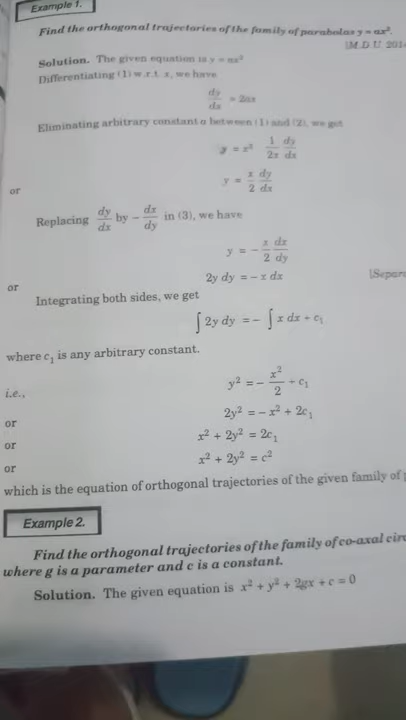 Example 1.
Find the orthogonal trajectories of the family of parabolas y = ax².
[M.D.U. 201
Solution. The given equation is y = ax²
Differentiating (1) w.r.t. x, we have
dy/dx = 2ax
Eliminating arbitrary constant a between (1) and (2), we get
y = x² 1/2x dy/dx
or y = x/2 dy/dx
Replacing dy/dx by − dx/dy in (3), we have
y = − x/2 dx/dy
or 2y dy = − x dx [Separ
Integrating both sides, we get
∫ 2y dy = − ∫ x dx + c₁
where c₁ is any arbitrary constant.
i.e., y² = − x²/2 + c₁
or 2y² = − x² + 2c₁
or x² + 2y² = 2c₁
or x² + 2y² = c²
which is the equation of orthogonal trajectories of the given family of
Example 2.
Find the orthogonal trajectories of the family of co-axal cir
where g is a parameter and c is a constant.
Solution. The given equation is x² + y² + 2gx + c = 0